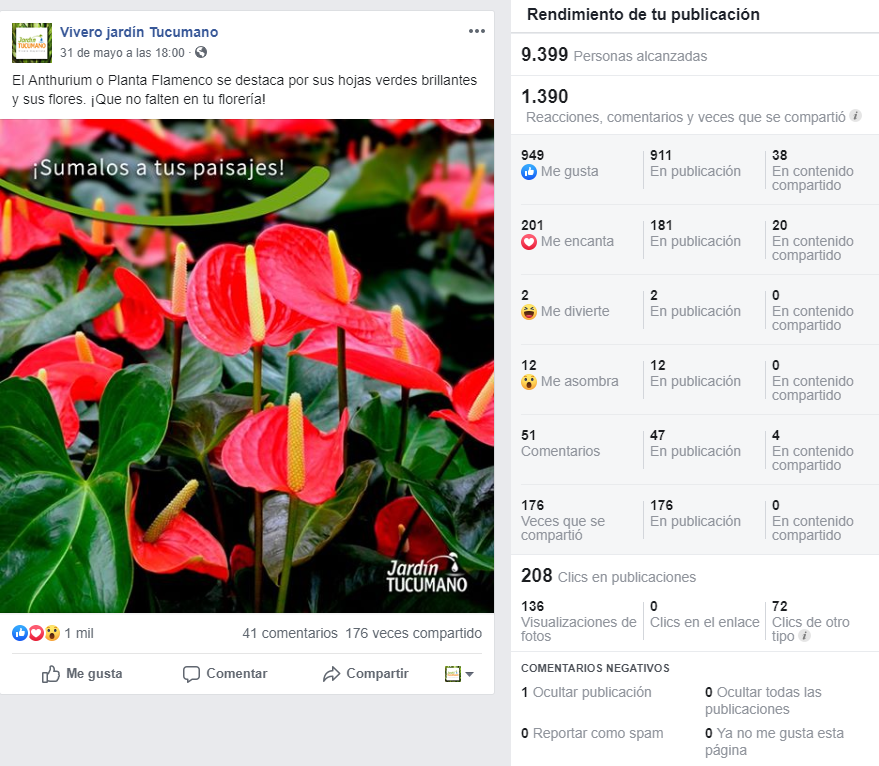 Vivero jardín Tucumano
31 de mayo a las 18:00 ·
El Anthurium o Planta Flamenco se destaca por sus hojas verdes brillantes
y sus flores. ¡Que no falten en tu florería!
¡Sumalos a tus paisajes!
Jardín
TUCUMANO
1 mil
41 comentarios 176 veces compartido
Me gusta Comentar Compartir
Rendimiento de tu publicación
9.399 Personas alcanzadas
1.390
Reacciones, comentarios y veces que se compartió
949
Me gusta
911
En publicación
38
En contenido
compartido
201
Me encanta
181
En publicación
20
En contenido
compartido
2
Me divierte
2
En publicación
0
En contenido
compartido
12
Me asombra
12
En publicación
0
En contenido
compartido
51
Comentarios
47
En publicación
4
En contenido
compartido
176
Veces que se
compartió
176
En publicación
0
En contenido
compartido
208 Clics en publicaciones
136
Visualizaciones de
fotos
0
Clics en el enlace
72
Clics de otro
tipo
COMENTARIOS NEGATIVOS
1 Ocultar publicación
0 Ocultar todas las
publicaciones
0 Reportar como spam
0 Ya no me gusta esta
página